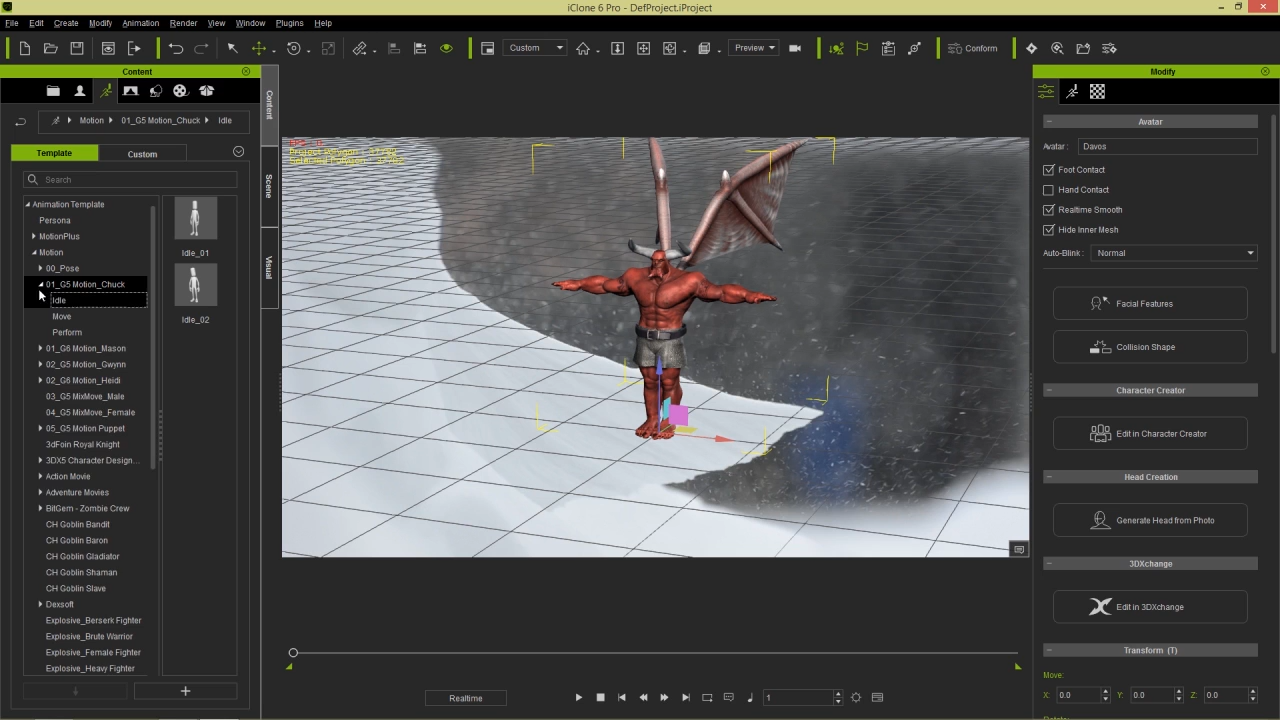 iClone 6 Pro - DefProject.iProject
File Edit Create Modify Animation Render View Window Plugins Help
Custom Preview Conform
Content
Motion 01_G5 Motion_Chuck Idle
Template Custom
Search
Animation Template
Persona
MotionPlus
Motion
00_Pose
01_G5 Motion_Chuck
Idle
Move
Perform
01_G6 Motion_Mason
02_G5 Motion_Gwynn
02_G6 Motion_Heidi
03_G5 MixMove_Male
04_G5 MixMove_Female
05_G5 Motion Puppet
3dFoin Royal Knight
3DX5 Character Design...
Action Movie
Adventure Movies
BitGem - Zombie Crew
CH Goblin Bandit
CH Goblin Baron
CH Goblin Gladiator
CH Goblin Shaman
CH Goblin Slave
Dexsoft
Explosive_Berserk Fighter
Explosive_Brute Warrior
Explosive_Female Fighter
Explosive_Heavy Fighter
Idle_01
Idle_02
Content
Scene
Visual
Realtime
1
Modify
Avatar
Avatar : Davos
Foot Contact
Hand Contact
Realtime Smooth
Hide Inner Mesh
Auto-Blink : Normal
Facial Features
Collision Shape
Character Creator
Edit in Character Creator
Head Creation
Generate Head from Photo
3DXchange
Edit in 3DXchange
Transform (T)
Move:
X: 0.0 Y: 0.0 Z: 0.0